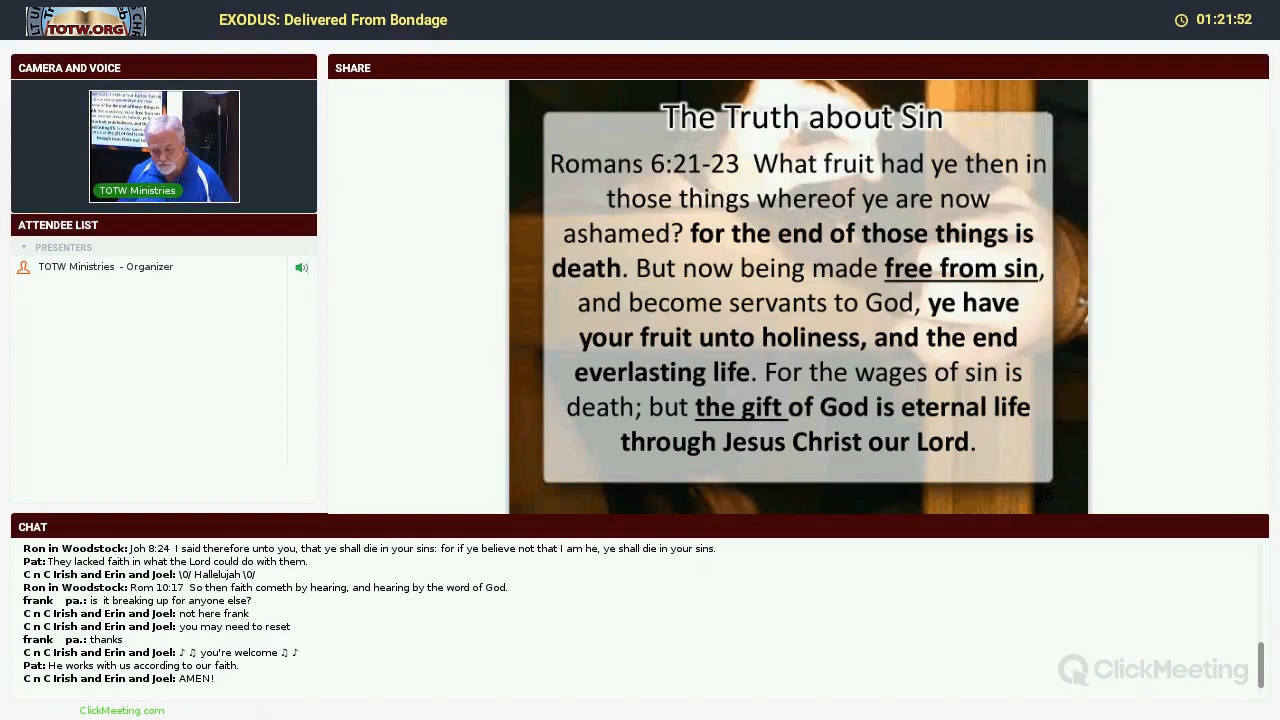 TOTW.ORG
EXODUS: Delivered From Bondage
01:21:52
CAMERA AND VOICE
TOTW Ministries
ATTENDEE LIST
PRESENTERS
TOTW Ministries - Organizer
SHARE
The Truth about Sin
Romans 6:21-23 What fruit had ye then in
those things whereof ye are now
ashamed? for the end of those things is
death. But now being made free from sin,
and become servants to God, ye have
your fruit unto holiness, and the end
everlasting life. For the wages of sin is
death; but the gift of God is eternal life
through Jesus Christ our Lord.
CHAT
Ron in Woodstock: Joh 8:24 I said therefore unto you, that ye shall die in your sins: for if ye believe not that I am he, ye shall die in your sins.
Pat: They lacked faith in what the Lord could do with them.
C n C Irish and Erin and Joel: \0/ Hallelujah \0/
Ron in Woodstock: Rom 10:17 So then faith cometh by hearing, and hearing by the word of God.
frank pa.: is it breaking up for anyone else?
C n C Irish and Erin and Joel: not here frank
C n C Irish and Erin and Joel: you may need to reset
frank pa.: thanks
C n C Irish and Erin and Joel: ♪ ♫ you're welcome ♫ ♪
Pat: He works with us according to our faith.
C n C Irish and Erin and Joel: AMEN!
ClickMeeting
ClickMeeting.com